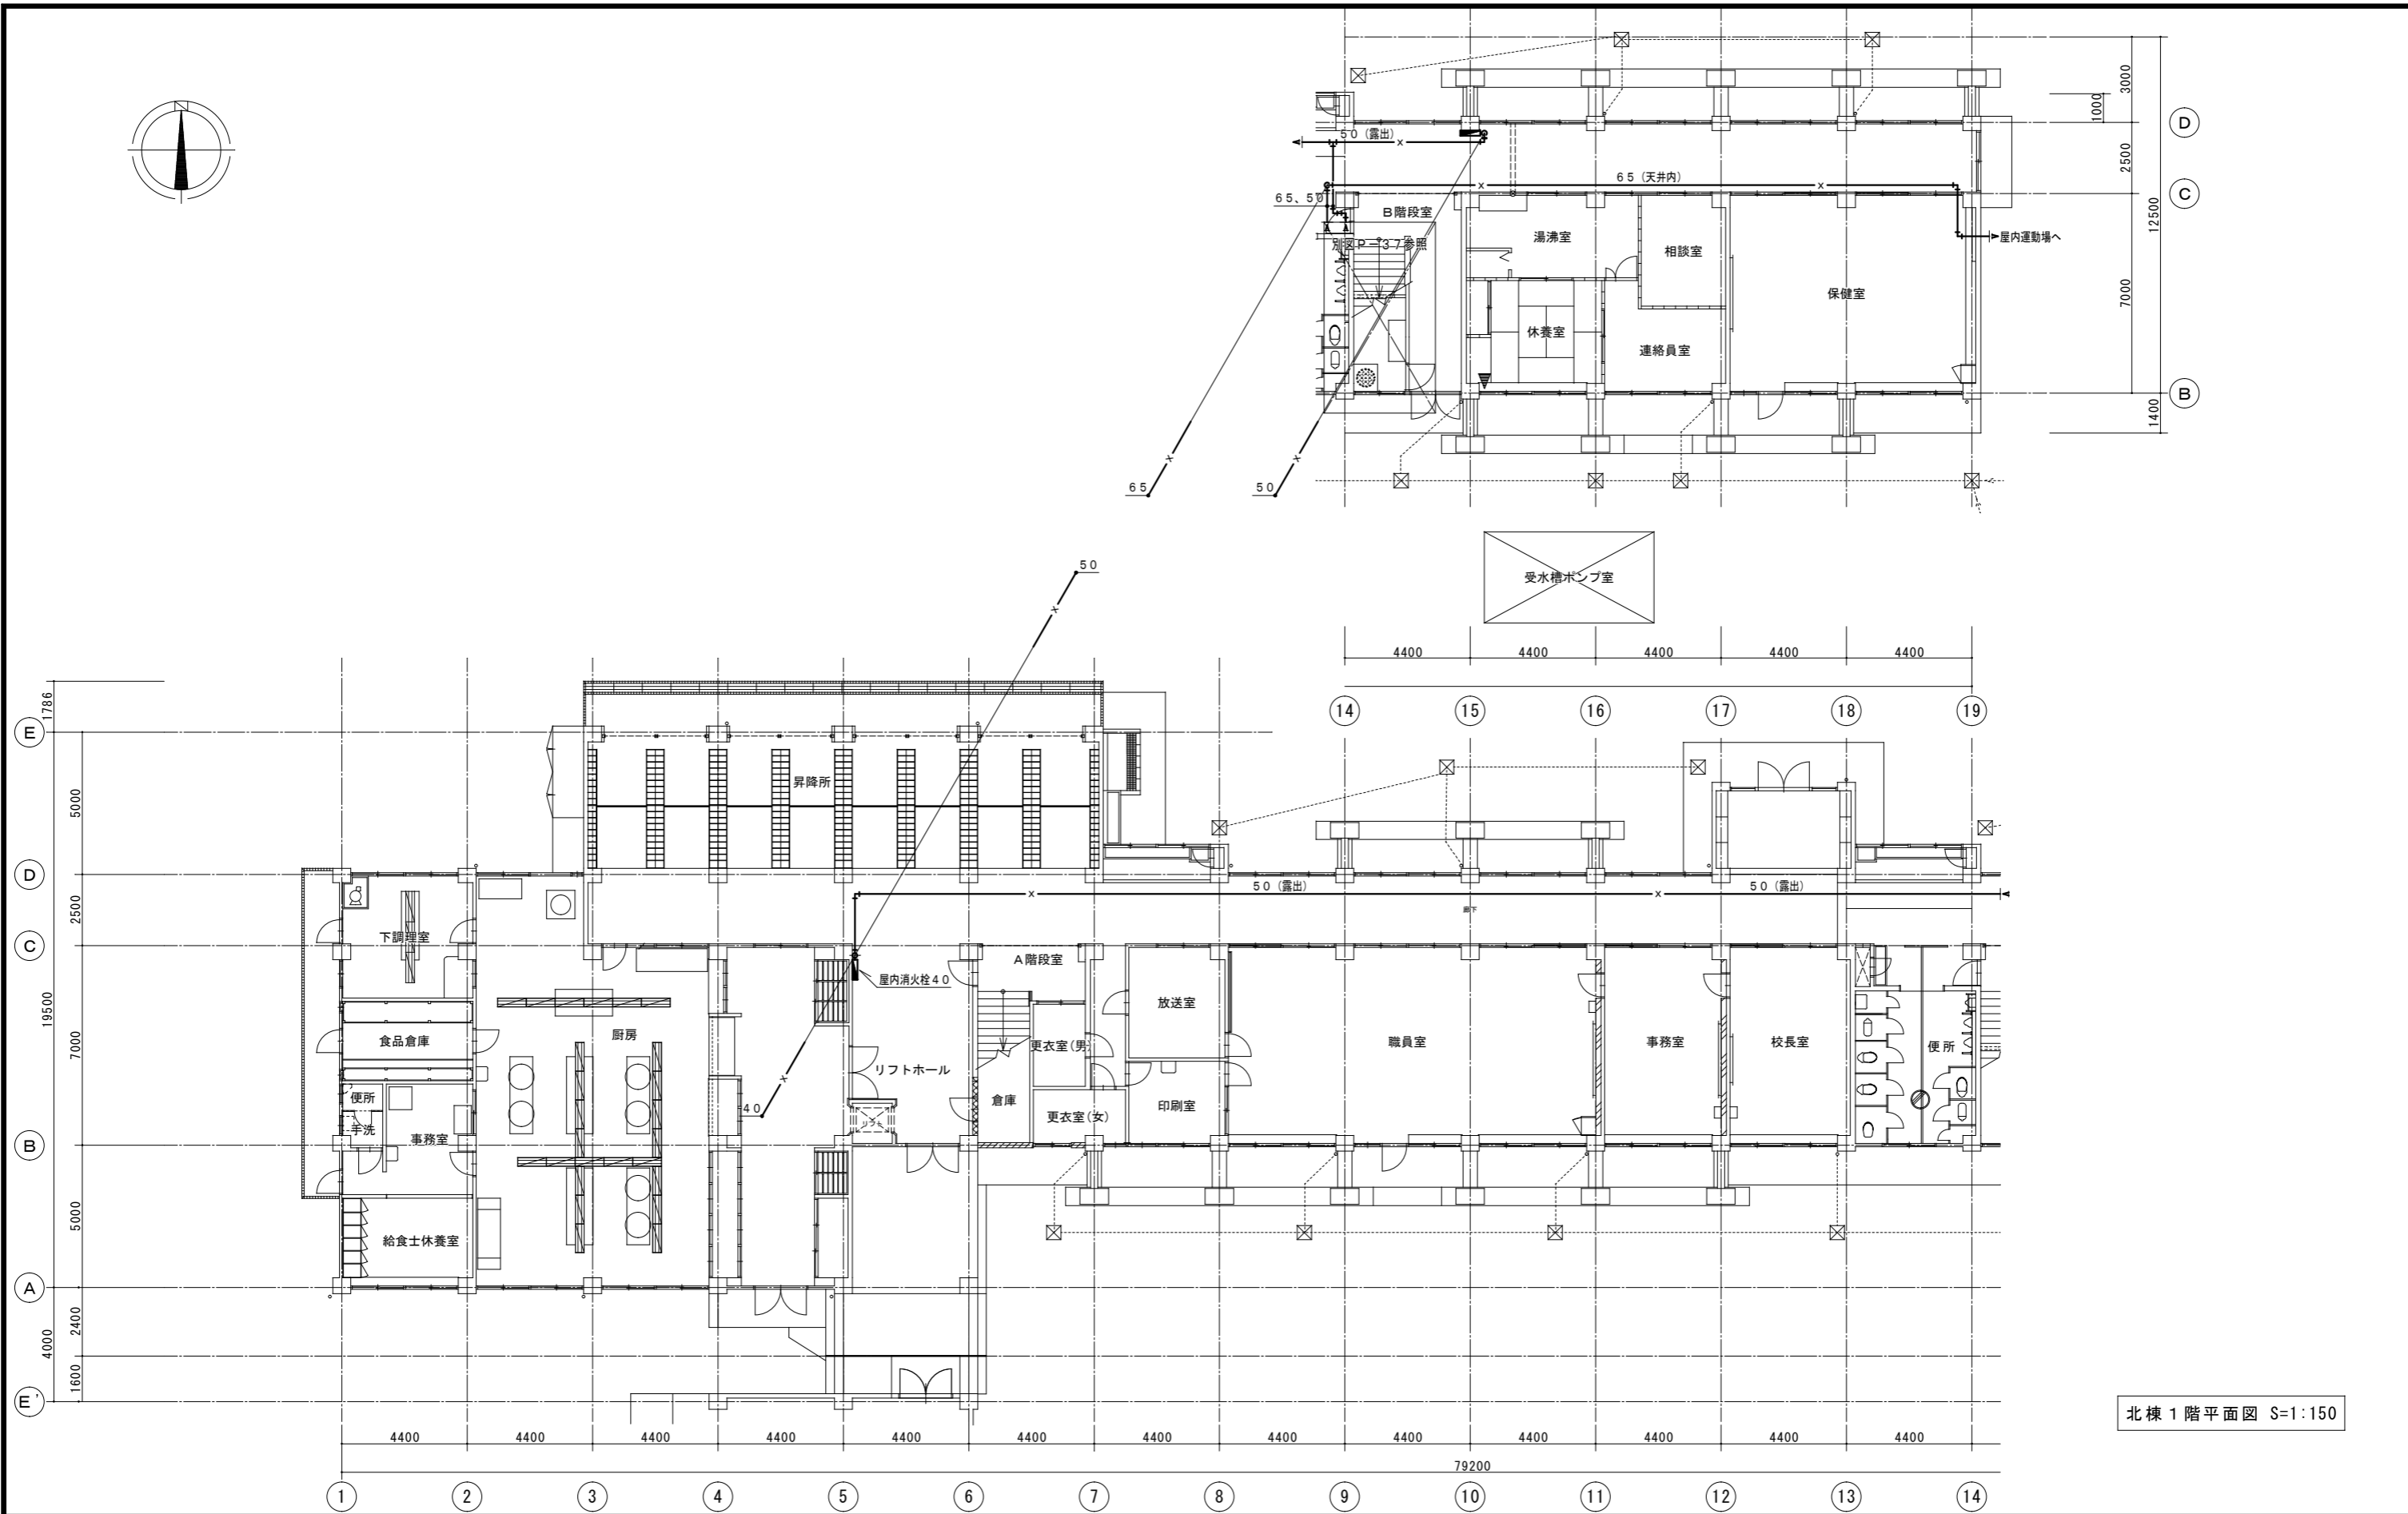 N
3000
1000
12500
D
50(露出)
2500
65(天井内)
65、50
C
B階段室
別図P-37参照
湯沸室
相談室
屋内運動場へ
7000
保健室
休養室
連絡員室
B
1400
65
50
受水槽ポンプ室
50
4400
4400
4400
4400
4400
14
15
16
17
18
19
1786
E
昇降所
5000
D
50(露出)
50(露出)
2500
廊下
下調理室
C
A階段室
屋内消火栓40
放送室
19500
7000
食品倉庫
厨房
更衣室(男)
職員室
事務室
校長室
便所
リフトホール
便所
倉庫
印刷室
40
更衣室(女)
リフト
手洗
事務室
B
5000
給食士休養室
A
2400
4000
1600
E'
北棟1階平面図 S=1:150
4400
4400
4400
4400
4400
4400
4400
4400
4400
4400
4400
4400
4400
79200
1
2
3
4
5
6
7
8
9
10
11
12
13
14